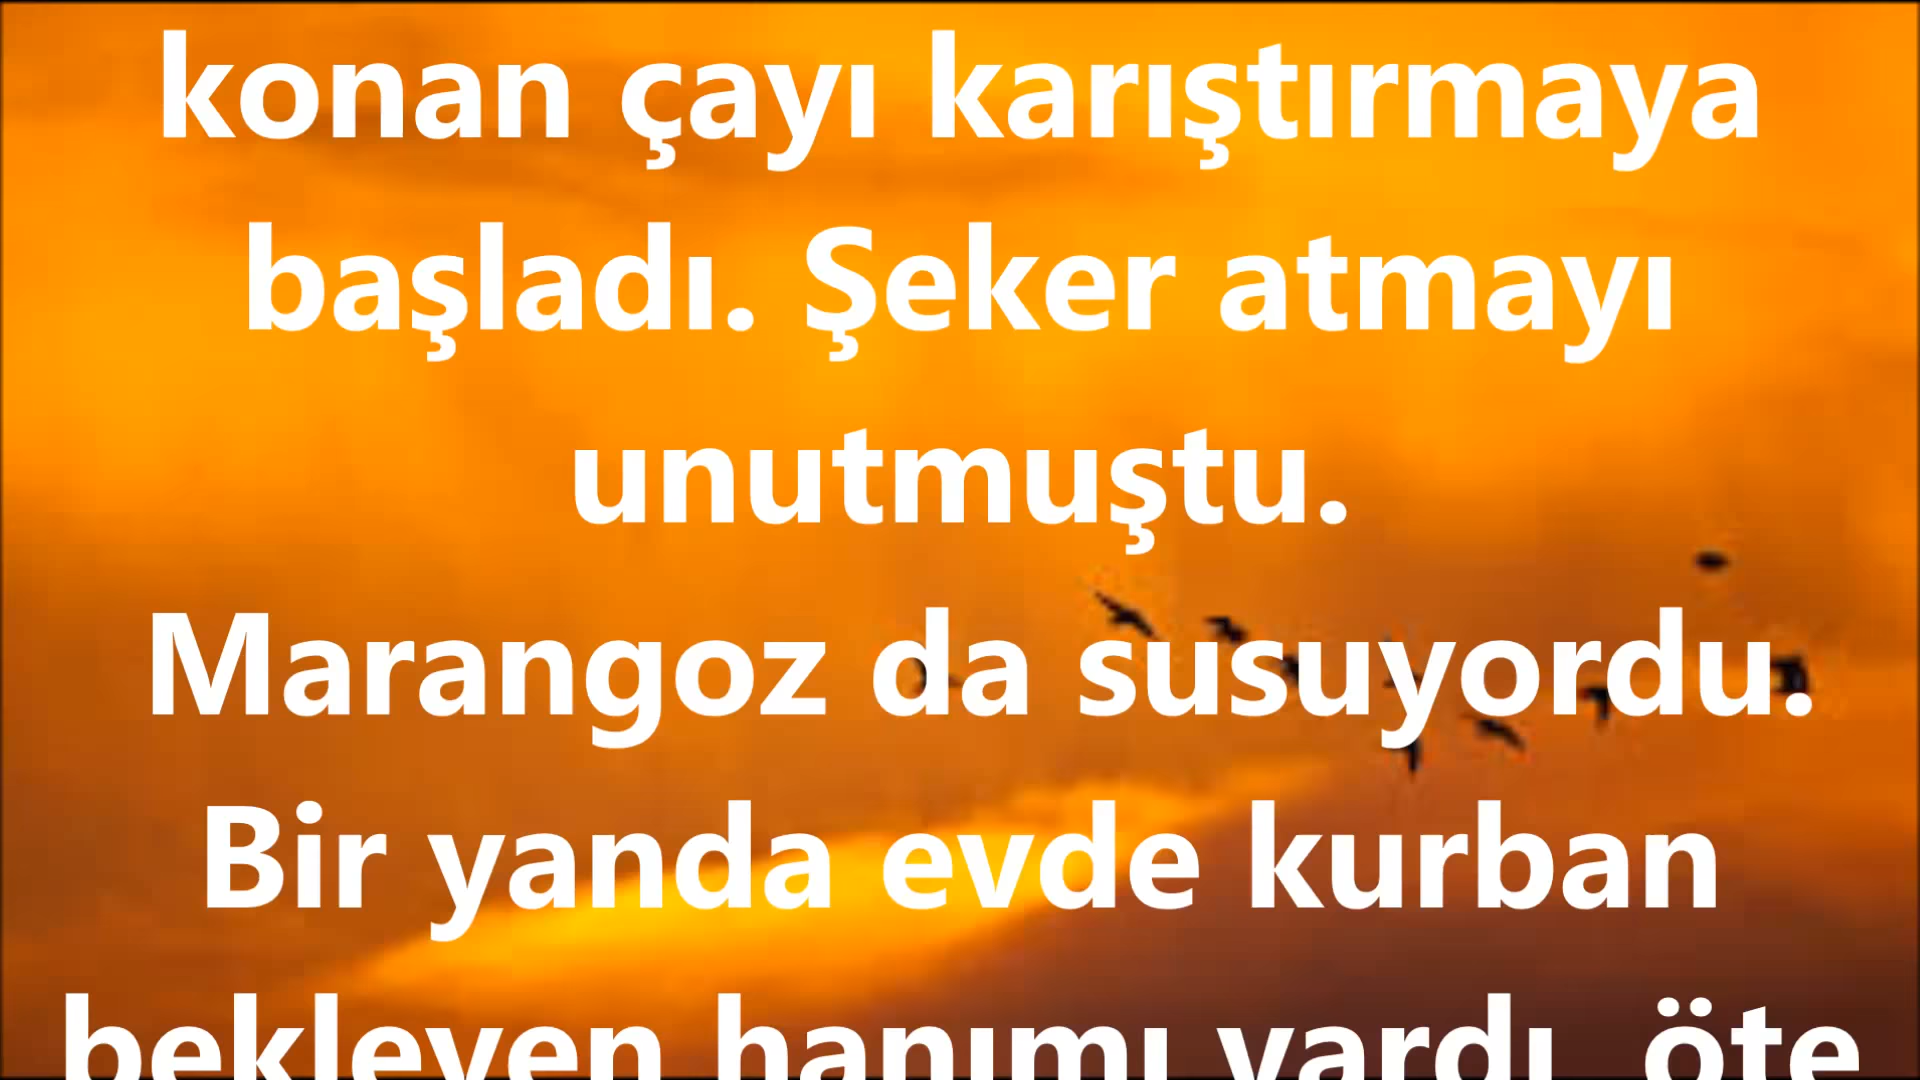 konan çayı karıştırmaya
başladı. Şeker atmayı
unutmuştu.
Marangoz da susuyordu.
Bir yanda evde kurban
bekleyen hanımı vardı öte